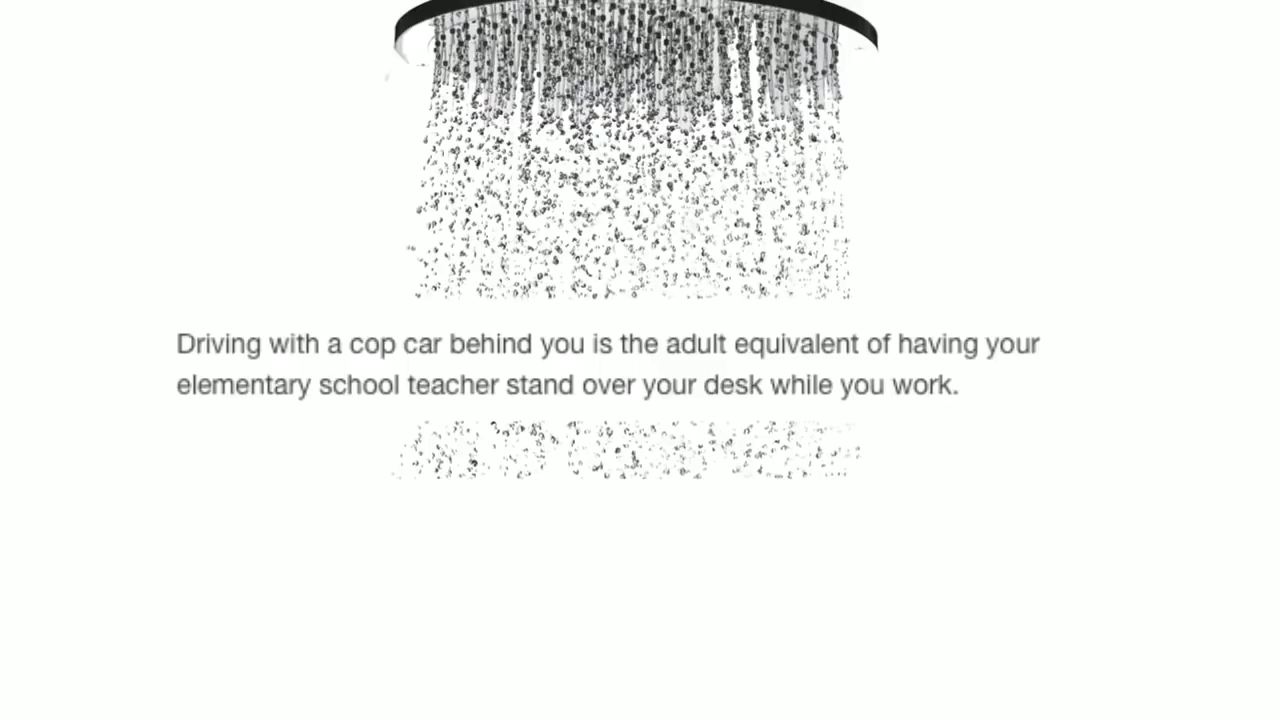 Driving with a cop car behind you is the adult equivalent of having your
elementary school teacher stand over your desk while you work.